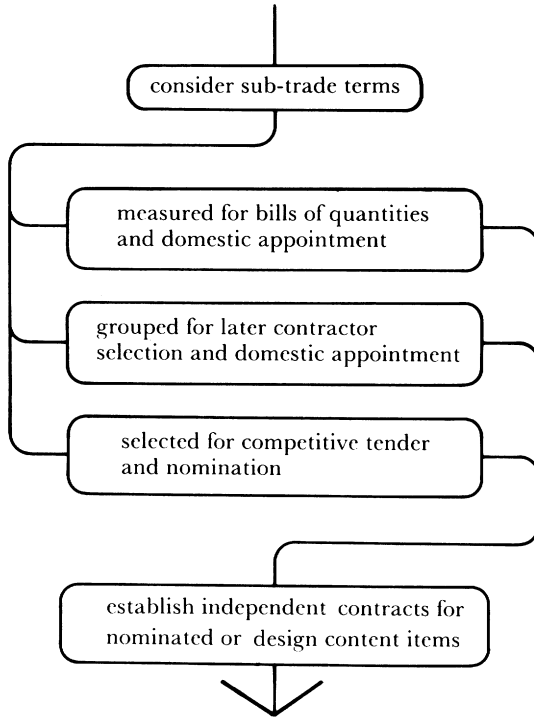 consider sub-trade terms
measured for bills of quantities
and domestic appointment
grouped for later contractor
selection and domestic appointment
selected for competitive tender
and nomination
establish independent contracts for
nominated or design content items